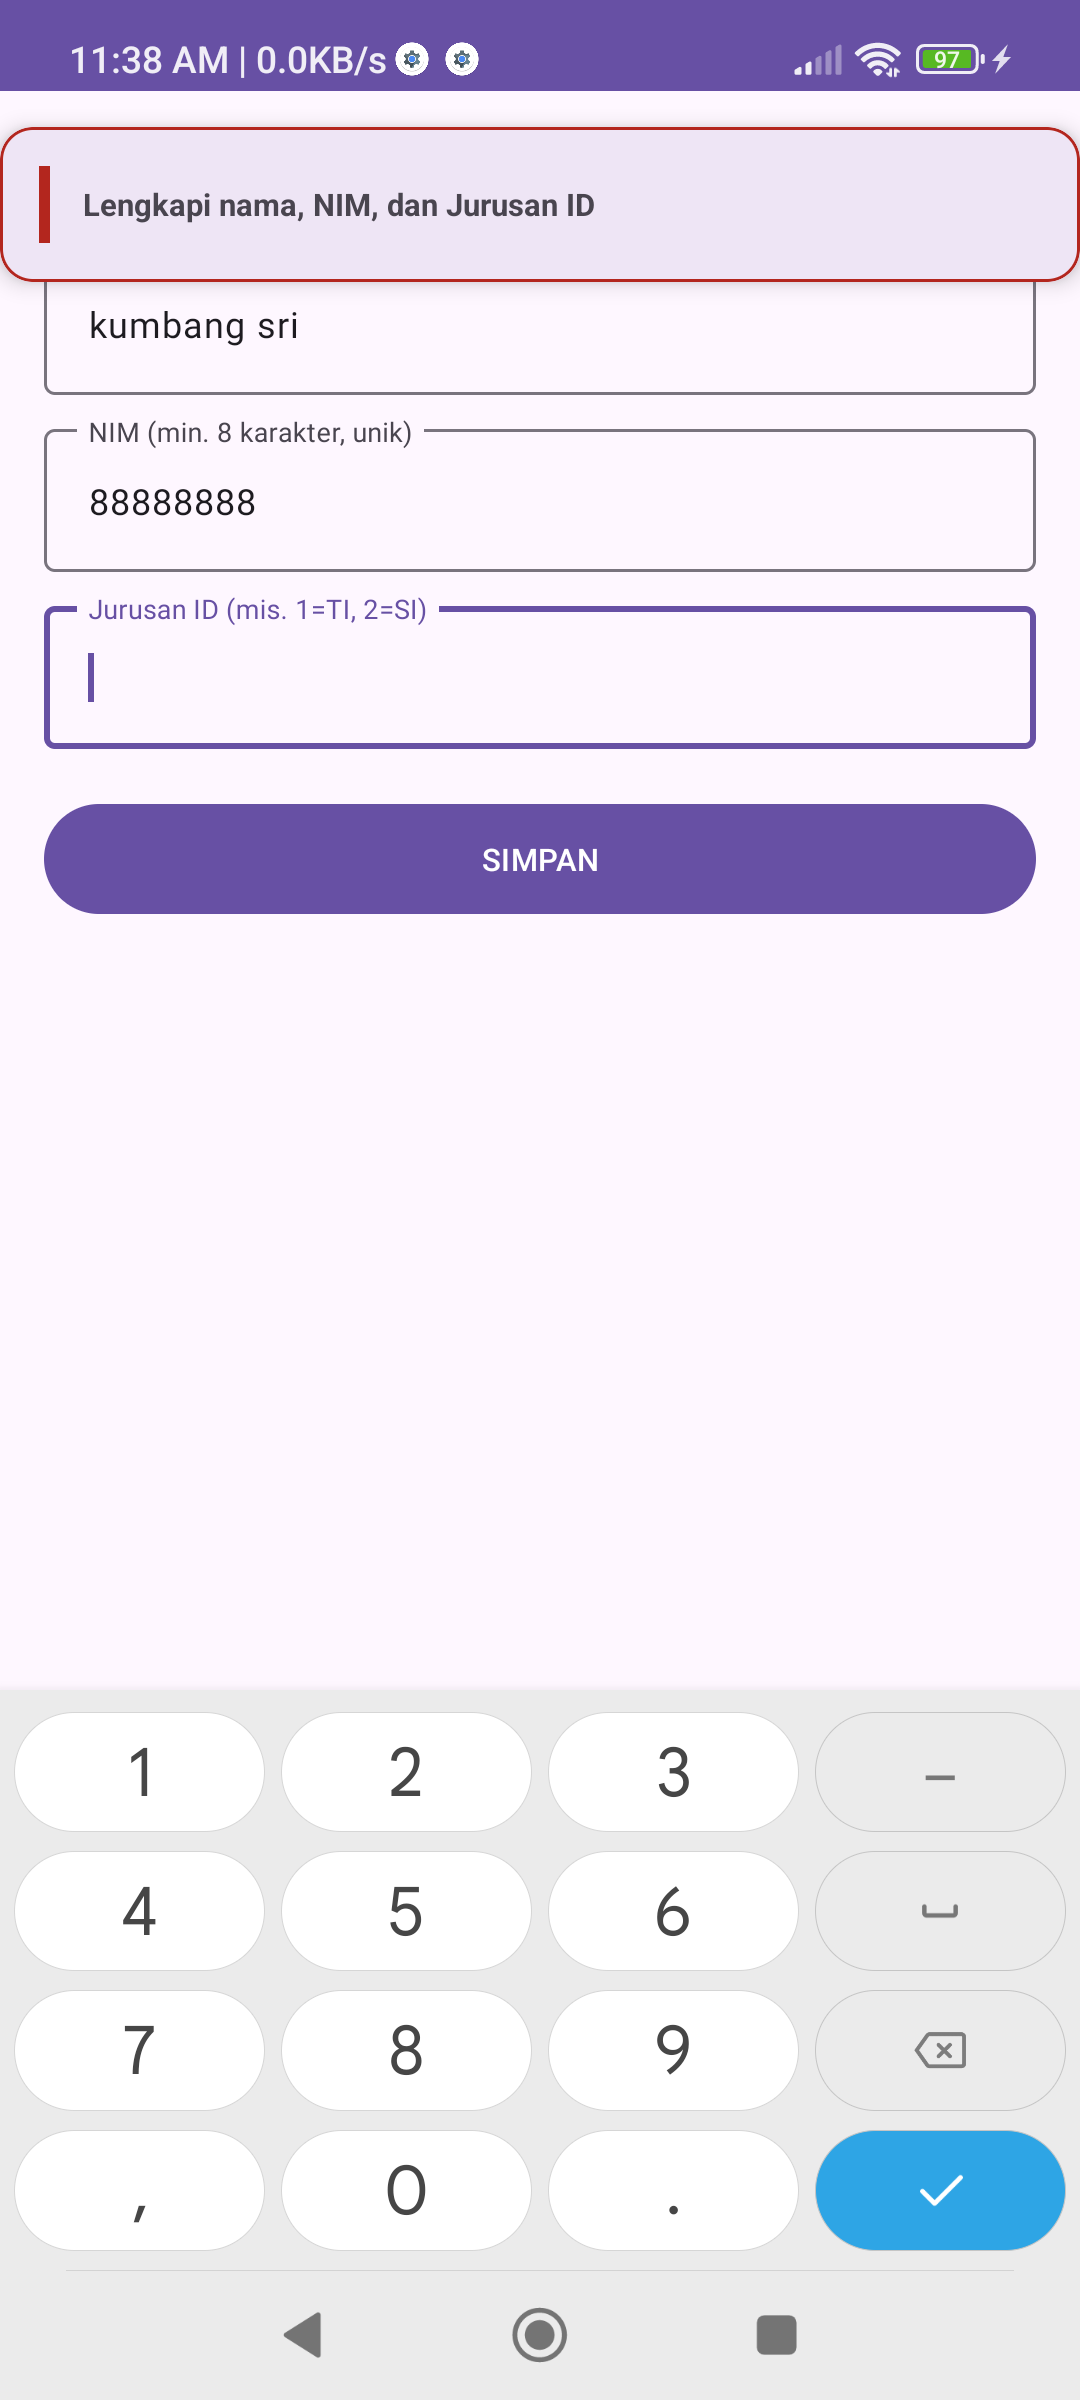 11:38 AM | 0.0KB/s
97
Lengkapi nama, NIM, dan Jurusan ID
kumbang sri
NIM (min. 8 karakter, unik)
88888888
Jurusan ID (mis. 1=TI, 2=SI)
SIMPAN
1 2 3 –
4 5 6
7 8 9
, 0 .